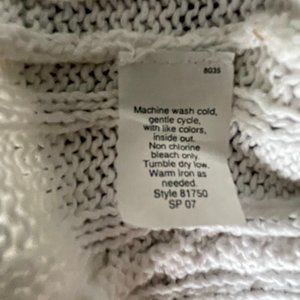 8035
Machine wash cold,
gentle cycle,
with like colors,
inside out.
Non chlorine
bleach only.
Tumble dry low.
Warm iron as
needed.
Style 81750
SP 07